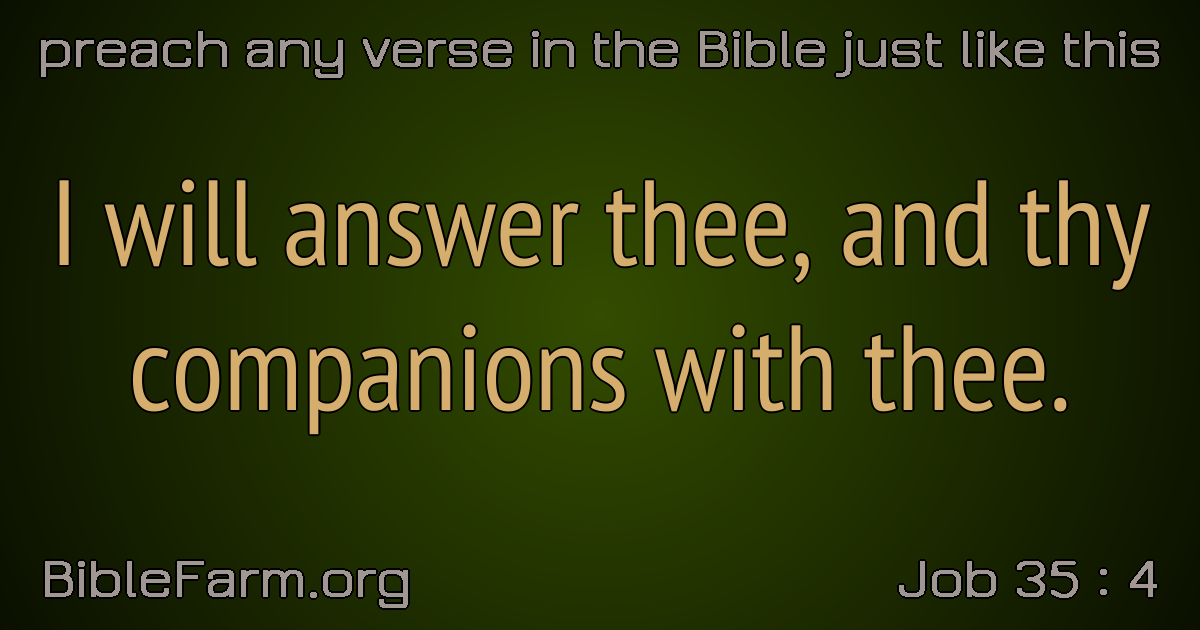 preach any verse in the Bible just like this
I will answer thee, and thy
companions with thee.
BibleFarm.org
Job 35 : 4